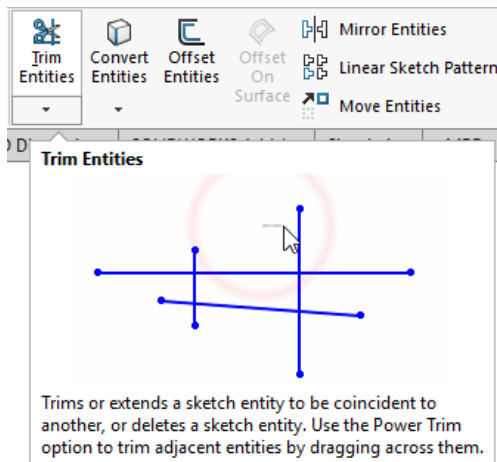 Trim
Entities
Convert
Entities
Offset
Entities
Offset
On
Surface
Mirror Entities
Linear Sketch Pattern
Move Entities
Trim Entities
Trims or extends a sketch entity to be coincident to
another, or deletes a sketch entity. Use the Power Trim
option to trim adjacent entities by dragging across them.